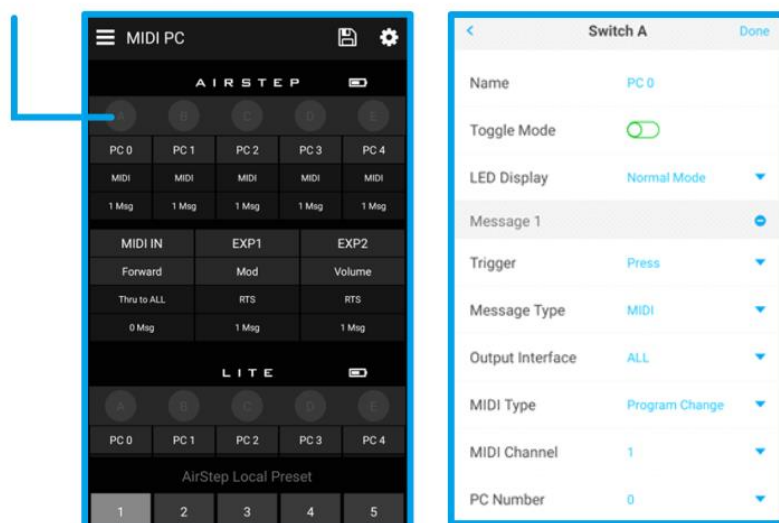 MIDI PC
AIRSTEP
A B C D E
PC 0 PC 1 PC 2 PC 3 PC 4
MIDI MIDI MIDI MIDI MIDI
1 Msg 1 Msg 1 Msg 1 Msg 1 Msg
MIDI IN EXP1 EXP2
Forward Mod Volume
Thru to ALL RTS RTS
0 Msg 1 Msg 1 Msg
LITE
A B C D E
PC 0 PC 1 PC 2 PC 3 PC 4
AirStep Local Preset
1 2 3 4 5
Switch A Done
Name PC 0
Toggle Mode
LED Display Normal Mode
Message 1
Trigger Press
Message Type MIDI
Output Interface ALL
MIDI Type Program Change
MIDI Channel 1
PC Number 0